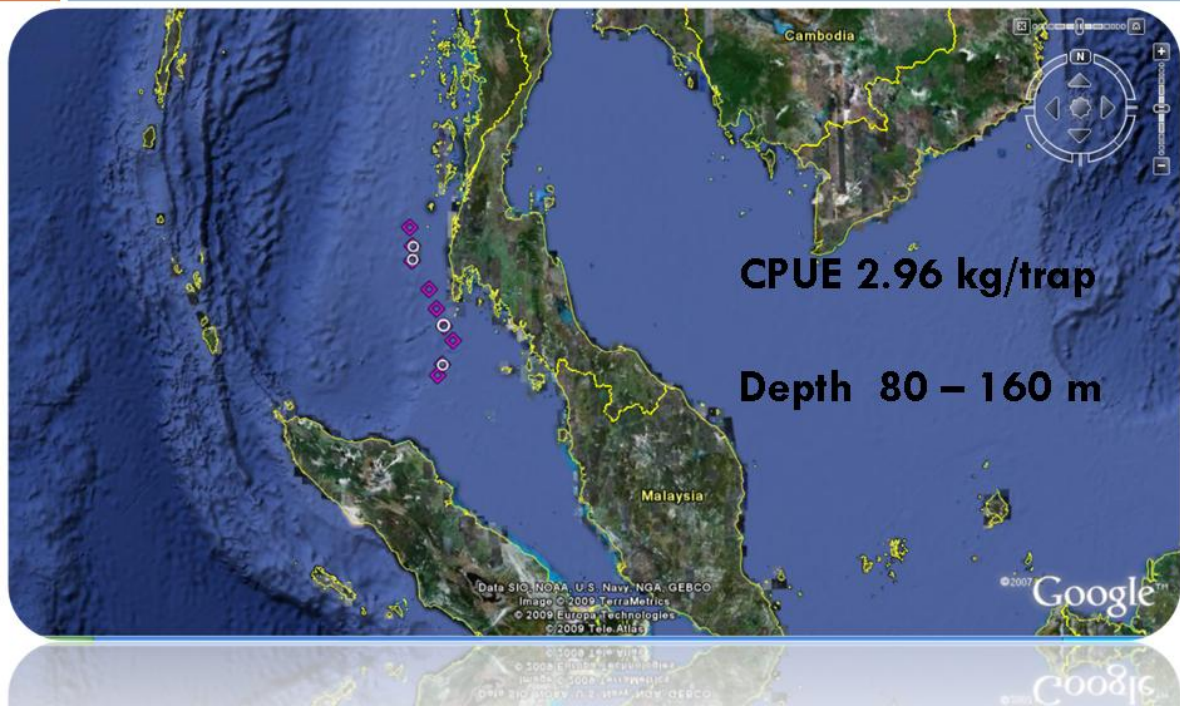 Cambodia
N
CPUE 2.96 kg/trap
Depth 80 – 160 m
Malaysia
Data SIO, NOAA, U.S. Navy, NGA, GEBCO
Image © 2009 TerraMetrics
© 2009 Europa Technologies
© 2009 Tele Atlas
©2007 Google™